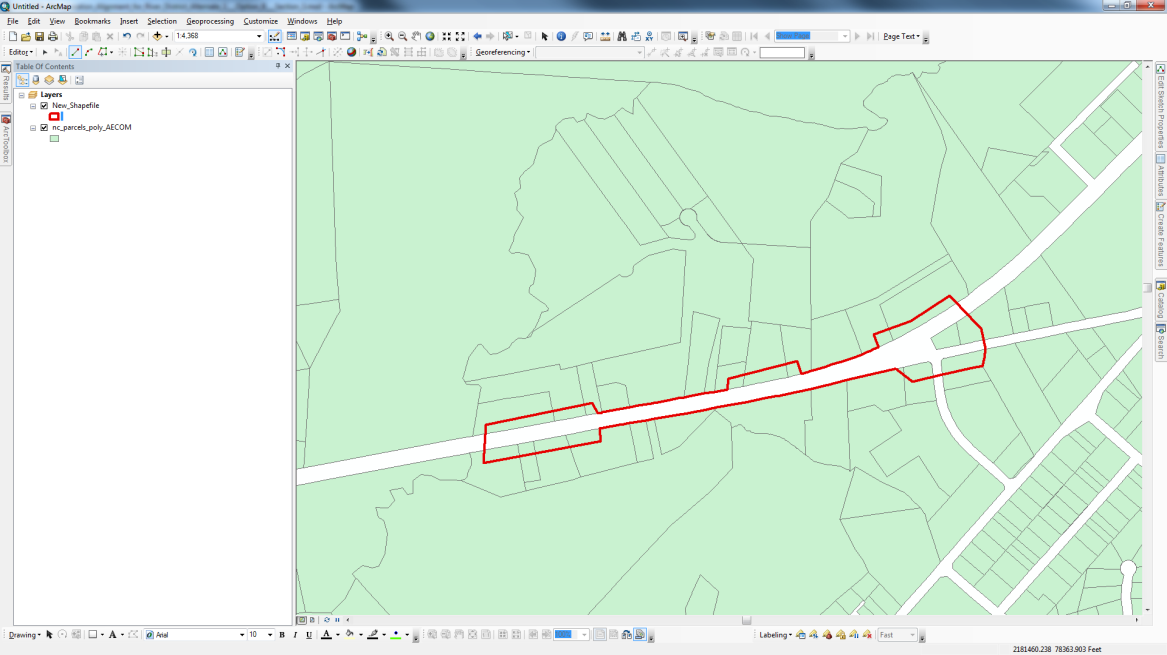 Untitled - ArcMap
File Edit View Bookmarks Insert Selection Geoprocessing Customize Windows Help
1:4,368
Page Text
Editor
Georeferencing
Table Of Contents
Layers
New_Shapefile
nc_parcels_poly_AECOM
Results
ArcToolbox
Edit Sketch Properties
Attributes
Create Features
Catalog
Search
Drawing
A
Arial
10
B I U A
Labeling
Fast
2181460.238 78363.903 Feet